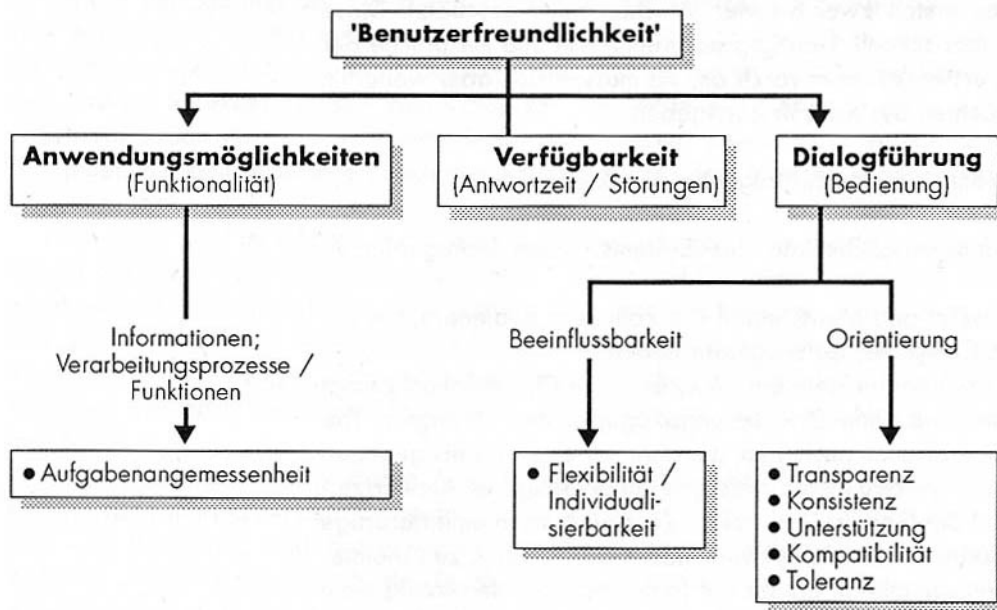 'Benutzerfreundlichkeit'
Anwendungsmöglichkeiten
(Funktionalität)
Verfügbarkeit
(Antwortzeit / Störungen)
Dialogführung
(Bedienung)
Informationen;
Verarbeitungsprozesse /
Funktionen
Beeinflussbarkeit
Orientierung
• Aufgabenangemessenheit
• Flexibilität /
Individuali-
sierbarkeit
• Transparenz
• Konsistenz
• Unterstützung
• Kompatibilität
• Toleranz